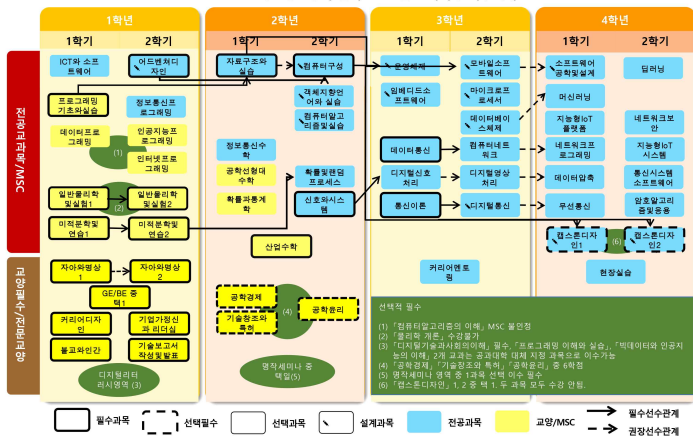 1학년
2학년
3학년
4학년
1학기
2학기
1학기
2학기
1학기
2학기
1학기
2학기
전공교과목/MSC
ICT와 소프
트웨어
어드벤처디
자인
자료구조와
실습
컴퓨터구성
운영체제
모바일소프
트웨어
소프트웨어
공학및설계
딥러닝
프로그래밍
기초와실습
정보통신프
로그래밍
객체지향언
어와 실습
임베디드소
프트웨어
마이크로프
로세서
머신러닝
컴퓨터알고
리즘및실습
데이터베이
스체제
데이터프로
그래밍
인공지능프
로그래밍
(1)
인터넷프로
그래밍
지능형IoT
플랫폼
네트워크보
안
정보통신수
학
데이터통신
컴퓨터네트
워크
네트워크프
로그래밍
지능형IoT
시스템
공학선형대
수학
확률및랜덤
프로세스
디지털신호
처리
디지털영상
처리
데이터압축
통신시스템
소프트웨어
일반물리학
및실험1
일반물리학
및실험2
(2)
확률과통계
학
신호와시스
템
통신이론
디지털통신
무선통신
암호알고리
즘및응용
미적분학및
연습1
미적분학및
연습2
산업수학
캡스톤디자
인1
(6)
캡스톤디자
인2
교양필수/전문교양
자아와명상
1
자아와명상
2
커리어멘토
링
현장실습
GE/BE 중
택1
공학경제
공학윤리
기술창조와
특허
(4)
커리어디자
인
기업가정신
과 리더십
불교와인간
기술보고서
작성및발표
디지털리터
러시영역 (3)
명작세미나 중
택일(5)
선택적 필수
(1) 「컴퓨터알고리즘의 이해」 MSC 불인정
(2) 「물리학 개론」 수강불가
(3) 「디지털기술과사회의이해」 필수, 「프로그래밍 이해와 실습」, 「빅데이터와 인공지
능의 이해」 2개 교과는 공과대학 대체 지정 과목으로 이수가능
(4) 「공학경제」 「기술창조와 특허」 「공학윤리」 중 6학점
(5) 명작세미나 영역 중 1과목 선택 이수 필수
(6) 「캡스톤디자인」 1, 2 중 택 1. 두 과목 모두 수강 안됨.
필수과목
선택필수
선택과목
설계과목
전공과목
교양/MSC
필수선수관계
권장선수관계